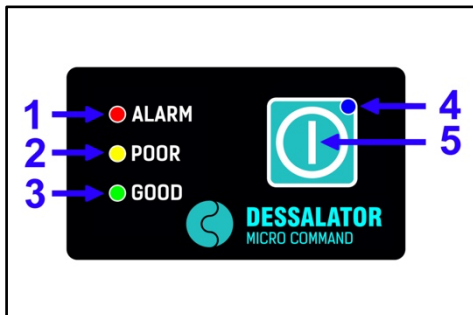 1 ALARM 4
2 POOR 5
3 GOOD
DESSALATOR
MICRO COMMAND